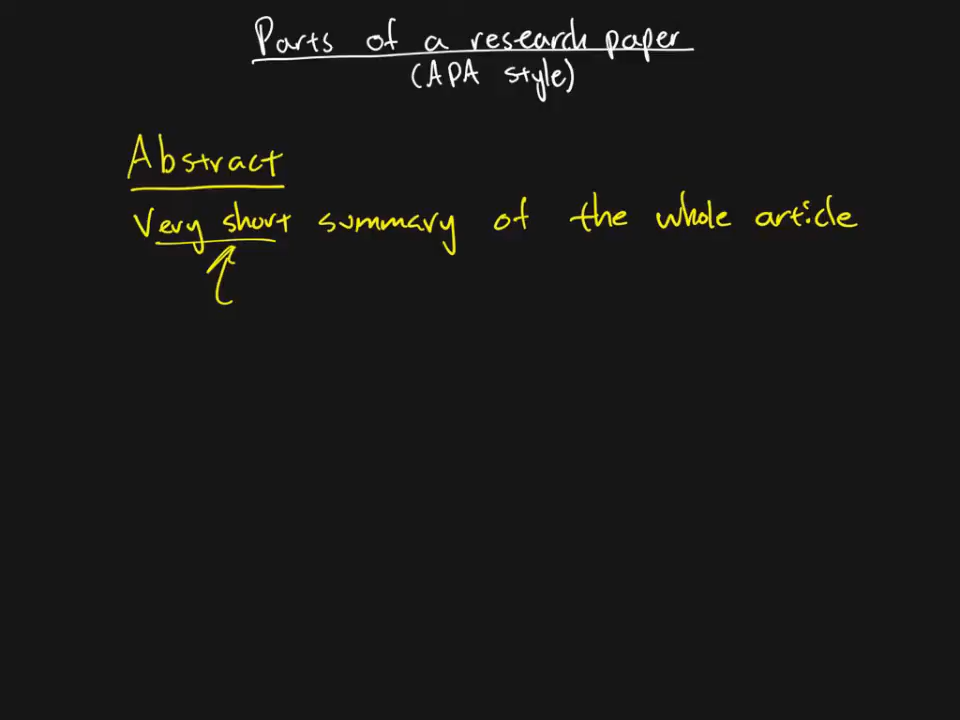 Parts of a research paper
(APA style)
Abstract
Very short summary of the whole article